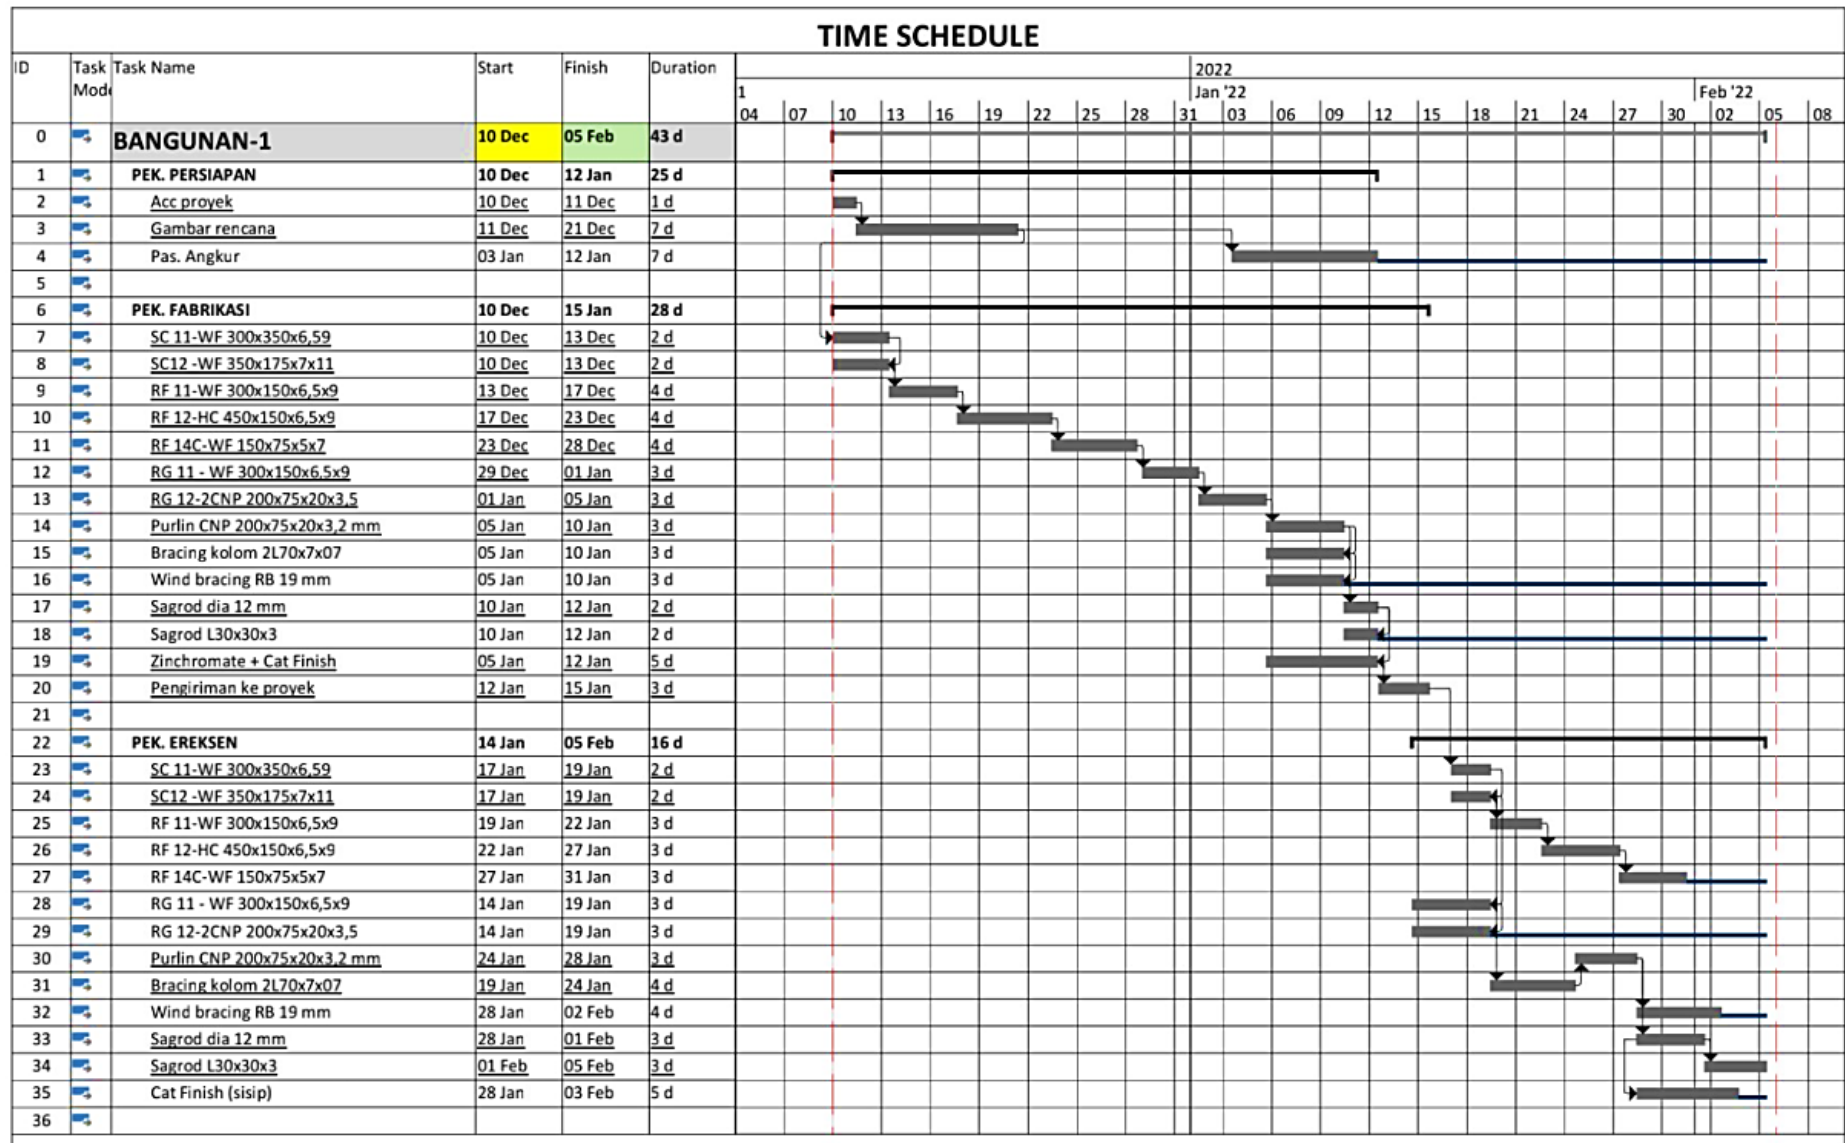 TIME SCHEDULE
ID Task Mode Task Name Start Finish Duration
2022
1 Jan '22 Feb '22
04 07 10 13 16 19 22 25 28 31 03 06 09 12 15 18 21 24 27 30 02 05 08
0 BANGUNAN-1 10 Dec 05 Feb 43 d
1 PEK. PERSIAPAN 10 Dec 12 Jan 25 d
2 Acc proyek 10 Dec 11 Dec 1 d
3 Gambar rencana 11 Dec 21 Dec 7 d
4 Pas. Angkur 03 Jan 12 Jan 7 d
5
6 PEK. FABRIKASI 10 Dec 15 Jan 28 d
7 SC 11-WF 300x350x6,59 10 Dec 13 Dec 2 d
8 SC12 -WF 350x175x7x11 10 Dec 13 Dec 2 d
9 RF 11-WF 300x150x6,5x9 13 Dec 17 Dec 4 d
10 RF 12-HC 450x150x6,5x9 17 Dec 23 Dec 4 d
11 RF 14C-WF 150x75x5x7 23 Dec 28 Dec 4 d
12 RG 11 - WF 300x150x6,5x9 29 Dec 01 Jan 3 d
13 RG 12-2CNP 200x75x20x3,5 01 Jan 05 Jan 3 d
14 Purlin CNP 200x75x20x3,2 mm 05 Jan 10 Jan 3 d
15 Bracing kolom 2L70x7x07 05 Jan 10 Jan 3 d
16 Wind bracing RB 19 mm 05 Jan 10 Jan 3 d
17 Sagrod dia 12 mm 10 Jan 12 Jan 2 d
18 Sagrod L30x30x3 10 Jan 12 Jan 2 d
19 Zinchromate + Cat Finish 05 Jan 12 Jan 5 d
20 Pengiriman ke proyek 12 Jan 15 Jan 3 d
21
22 PEK. EREKSEN 14 Jan 05 Feb 16 d
23 SC 11-WF 300x350x6,59 17 Jan 19 Jan 2 d
24 SC12 -WF 350x175x7x11 17 Jan 19 Jan 2 d
25 RF 11-WF 300x150x6,5x9 19 Jan 22 Jan 3 d
26 RF 12-HC 450x150x6,5x9 22 Jan 27 Jan 3 d
27 RF 14C-WF 150x75x5x7 27 Jan 31 Jan 3 d
28 RG 11 - WF 300x150x6,5x9 14 Jan 19 Jan 3 d
29 RG 12-2CNP 200x75x20x3,5 14 Jan 19 Jan 3 d
30 Purlin CNP 200x75x20x3,2 mm 24 Jan 28 Jan 3 d
31 Bracing kolom 2L70x7x07 19 Jan 24 Jan 4 d
32 Wind bracing RB 19 mm 28 Jan 02 Feb 4 d
33 Sagrod dia 12 mm 28 Jan 01 Feb 3 d
34 Sagrod L30x30x3 01 Feb 05 Feb 3 d
35 Cat Finish (sisip) 28 Jan 03 Feb 5 d
36